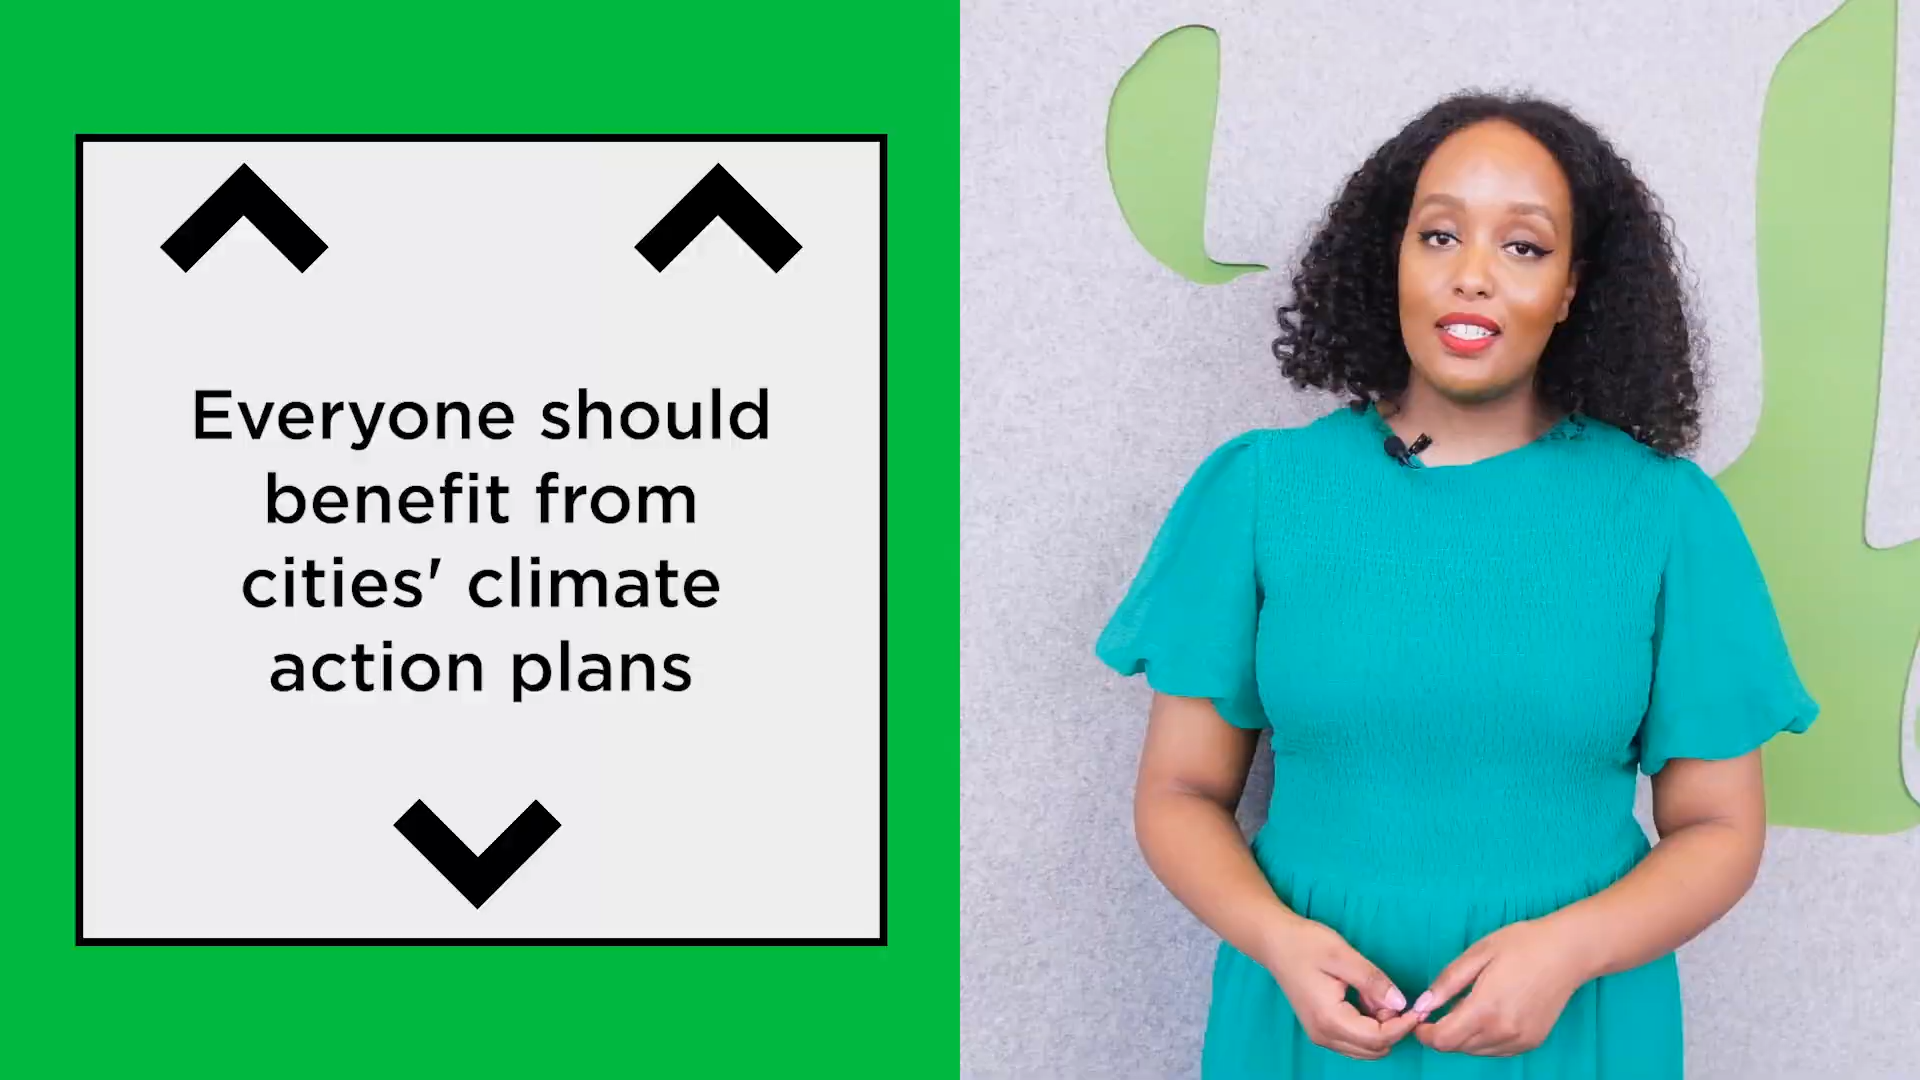 Everyone should
benefit from
cities' climate
action plans